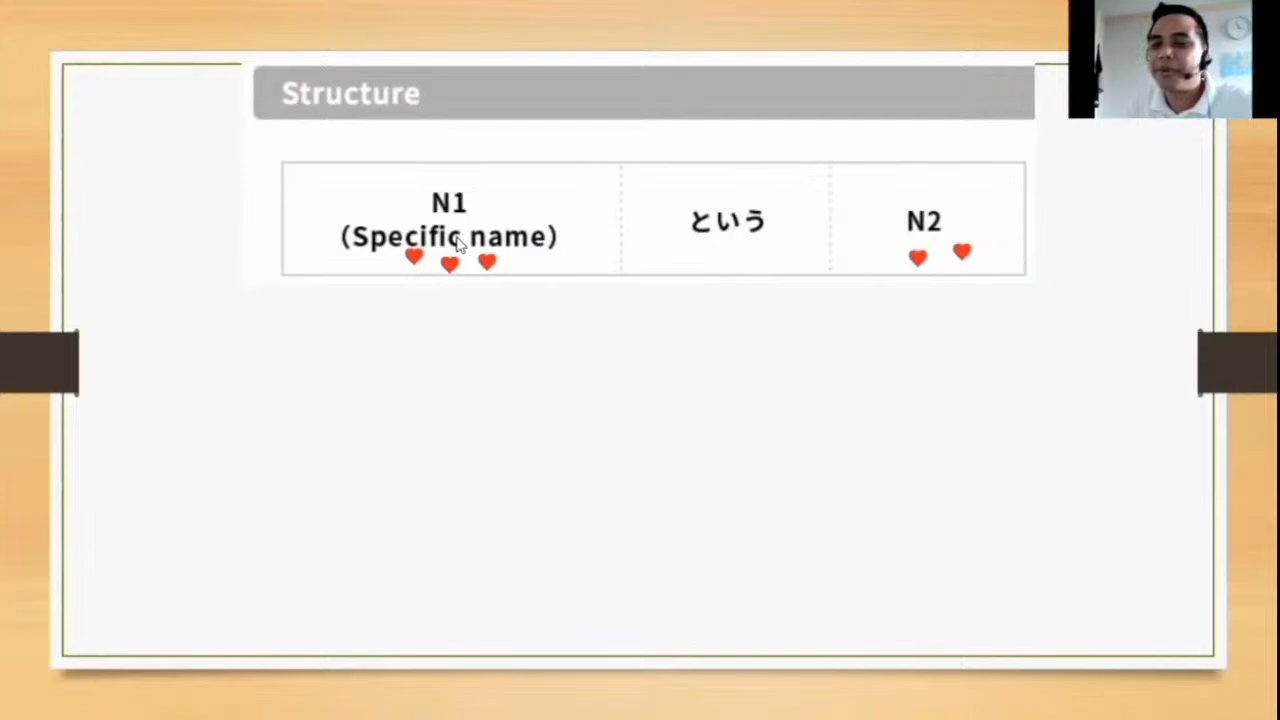 Structure
N1
(Specific name)
という
N2